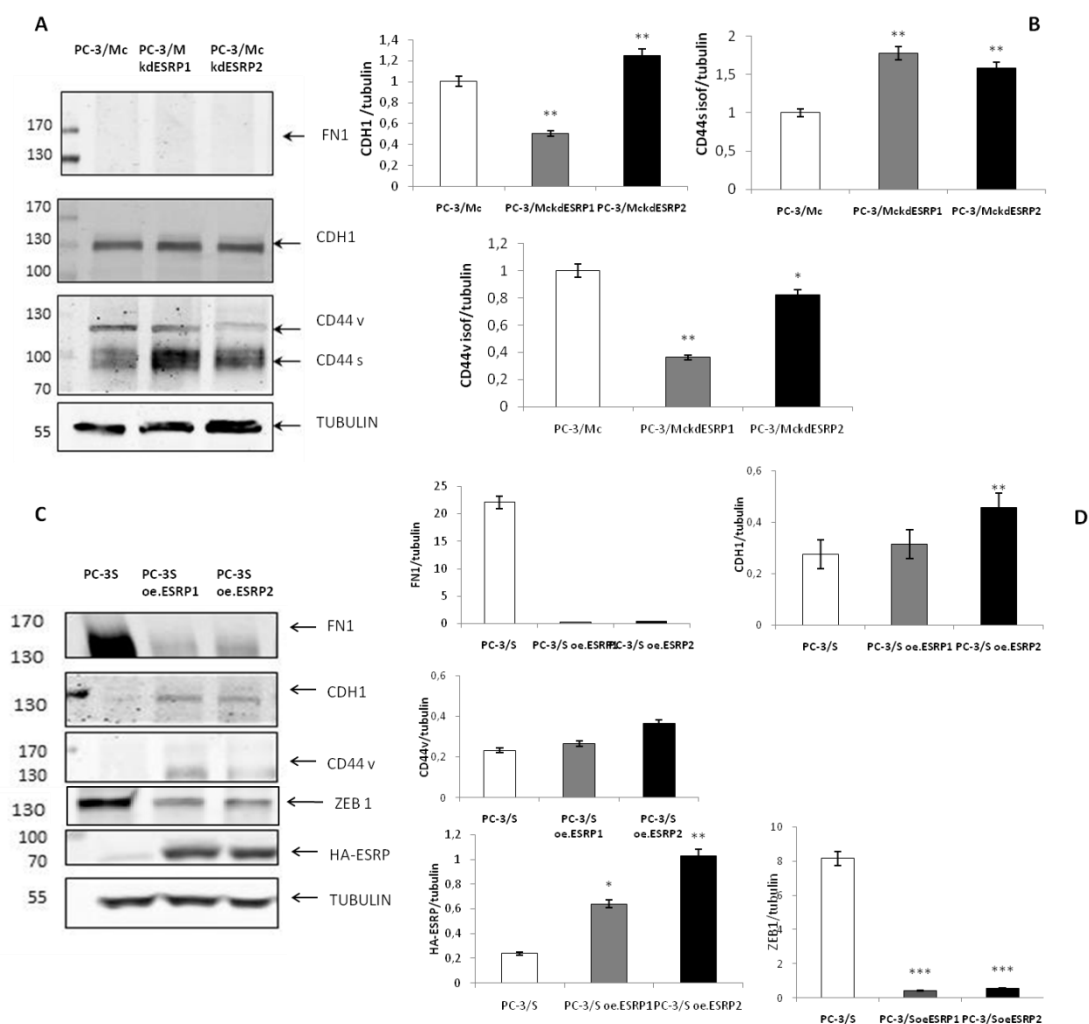 A
PC-3/Mc PC-3/M kdESRP1 PC-3/Mc kdESRP2
170
130
FN1
170
130
100
CDH1
130
100
70
CD44 v
CD44 s
55
TUBULIN
CDH1 /tubulin
1,4
1,2
1
0,8
0,6
0,4
0,2
0
**
**
PC-3/Mc PC-3/MckdESRP1 PC-3/MckdESRP2
B
CD44s isof/tubulin
2
1,5
1
0,5
0
**
**
PC-3/Mc PC-3/MckdESRP1 PC-3/MckdESRP2
CD44v isof/tubulin
1,2
1
0,8
0,6
0,4
0,2
0
**
*
PC-3/Mc PC-3/MckdESRP1 PC-3/MckdESRP2
C
PC-3S PC-3S oe.ESRP1 PC-3S oe.ESRP2
170
130
FN1
130
CDH1
170
130
CD44 v
130
ZEB 1
100
70
HA-ESRP
55
TUBULIN
FN1/tubulin
25
20
15
10
5
0
PC-3/S PC-3/S oe.ESRP1 PC-3/S oe.ESRP2
D
CDH1/tubulin
0,6
0,4
0,2
0
**
PC-3/S PC-3/S oe.ESRP1 PC-3/S oe.ESRP2
CD44v/tubulin
0,6
0,4
0,2
0
PC-3/S PC-3/S oe.ESRP1 PC-3/S oe.ESRP2
HA-ESRP/tubulin
1,2
1
0,8
0,6
0,4
0,2
0
*
**
PC-3/S PC-3/S oe.ESRP1 PC-3/S oe.ESRP2
ZEB1/tubulin
10
8
6
4
2
0
***
***
PC-3/S PC-3/SoeESRP1 PC-3/SoeESRP2